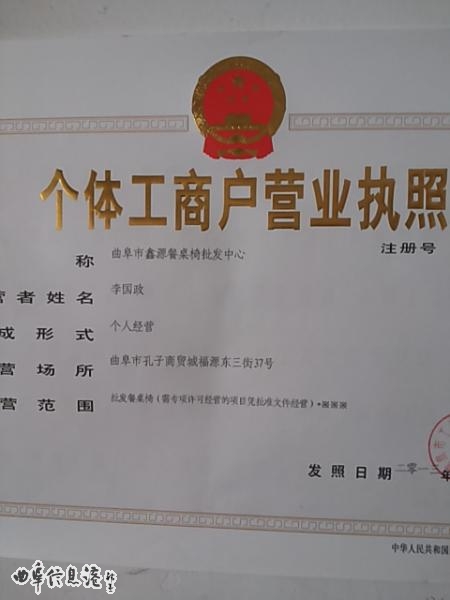 个体工商户营业执照
注册号
称 曲阜市鑫源餐桌椅批发中心
营者姓名 李国政
成形式 个人经营
营场所 曲阜市孔子商贸城福源东三街37号
营范围 批发餐桌椅（需专项许可经营的项目凭批准文件经营）*※※※
发照日期 二零一二年
中华人民共和国
曲阜信息港